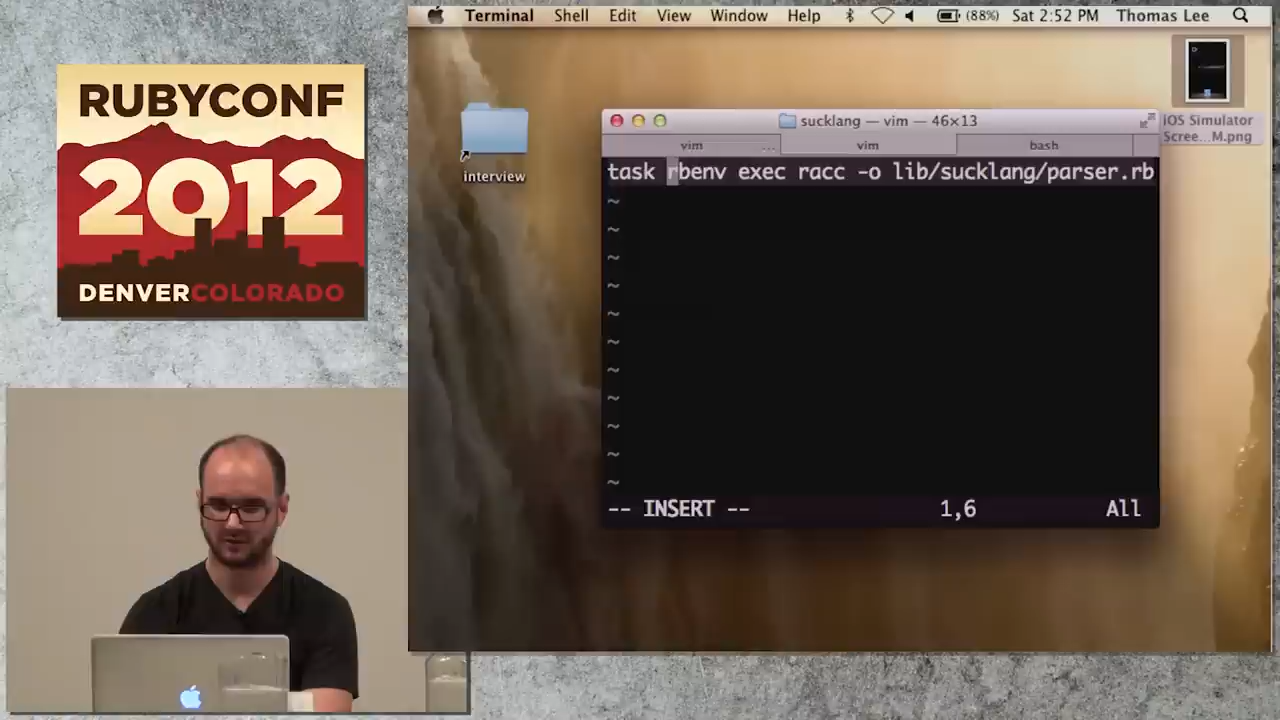 RUBYCONF
2012
DENVERCOLORADO
Terminal Shell Edit View Window Help (88%) Sat 2:52 PM Thomas Lee
interview
iOS Simulator
Scree...M.png
sucklang — vim — 46×13
vim ... vim bash
task rbenv exec racc -o lib/sucklang/parser.rb
~
~
~
~
~
~
~
~
~
~
~
-- INSERT -- 1,6 All